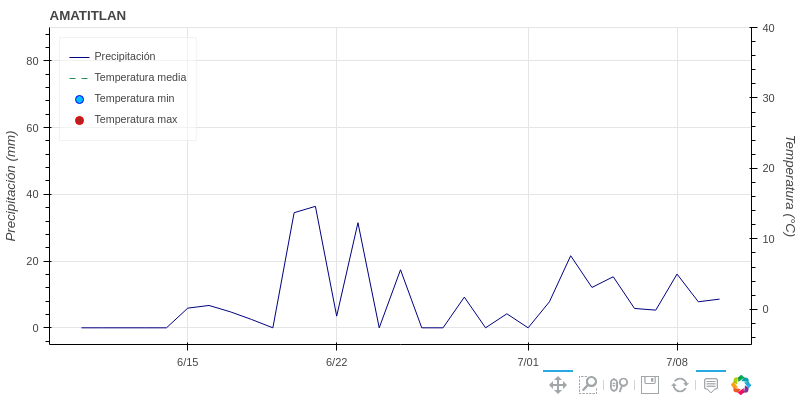 AMATITLAN
Precipitación
Temperatura media
Temperatura min
Temperatura max
Precipitación (mm)
80
60
40
20
0
Temperatura (°C)
40
30
20
10
0
6/15
6/22
7/01
7/08